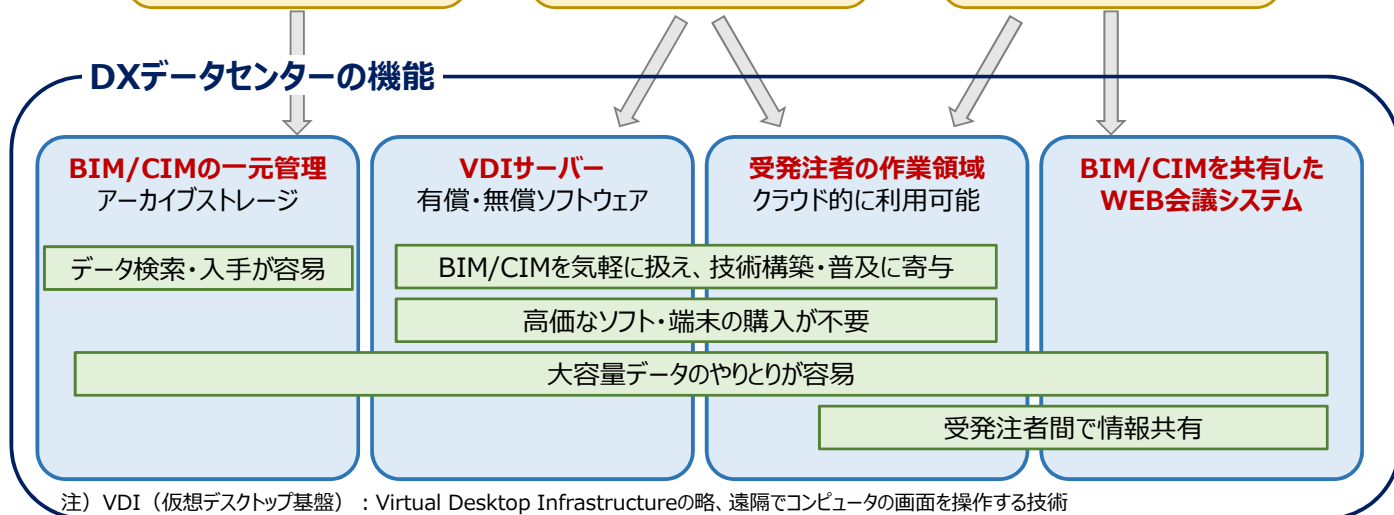 DXデータセンターの機能
BIM/CIMの一元管理
アーカイブストレージ
VDIサーバー
有償・無償ソフトウェア
受発注者の作業領域
クラウド的に利用可能
BIM/CIMを共有した
WEB会議システム
データ検索・入手が容易
BIM/CIMを気軽に扱え、技術構築・普及に寄与
高価なソフト・端末の購入が不要
大容量データのやりとりが容易
受発注者間で情報共有
注）VDI（仮想デスクトップ基盤）：Virtual Desktop Infrastructureの略、遠隔でコンピュータの画面を操作する技術